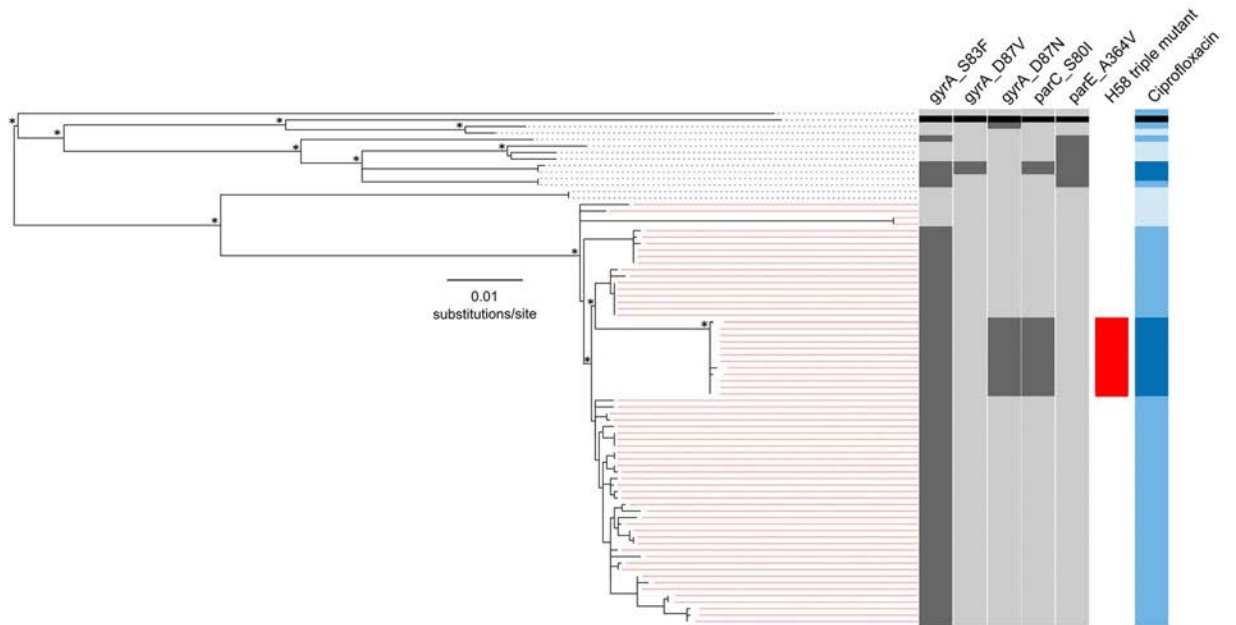 gyrA_S83F
gyrA_D87V
gyrA_D87N
parC_S80I
parE_A364V
H58 triple mutant
Ciprofloxacin
*
*
*
*
*
*
*
*
*
*
*
*
*
0.01
substitutions/site